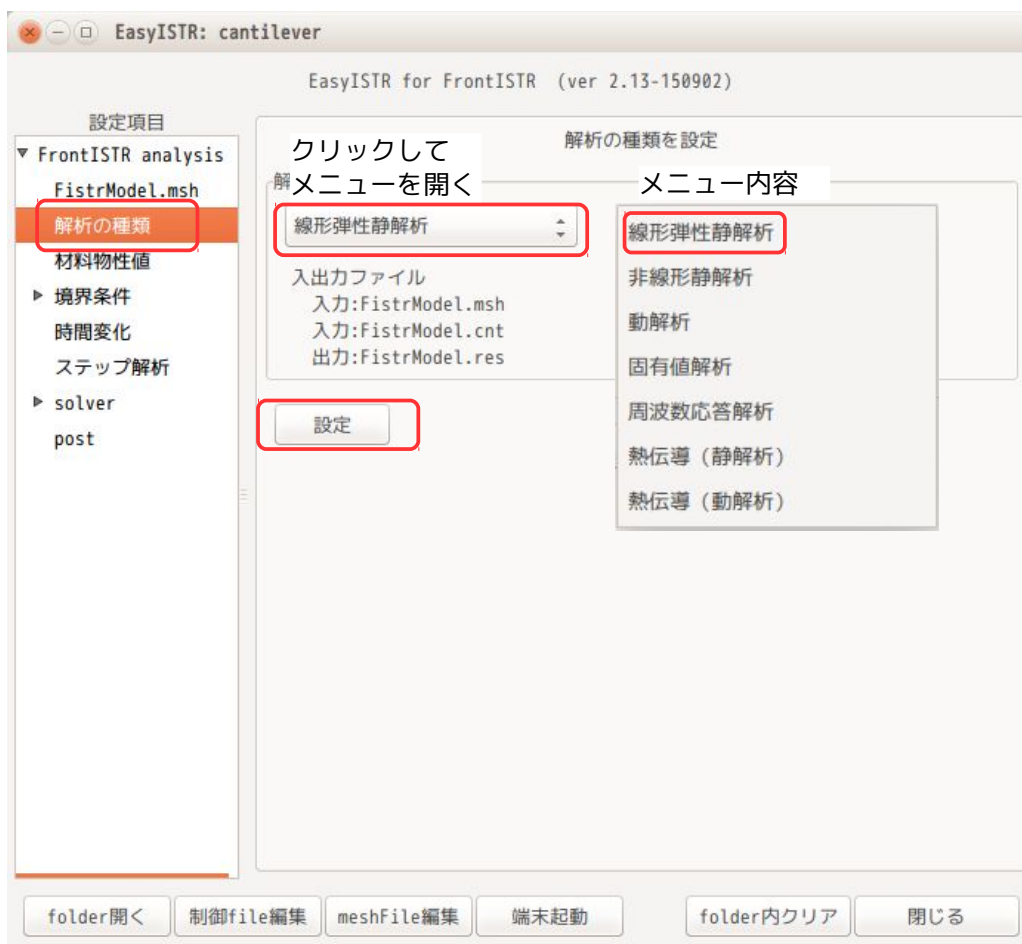 EasyISTR: cantilever
EasyISTR for FrontISTR (ver 2.13-150902)
設定項目
FrontISTR analysis
FistrModel.msh
解析の種類
材料物性値
境界条件
時間変化
ステップ解析
solver
post
解析の種類を設定
クリックして
メニューを開く
解
線形弾性静解析
入出力ファイル
入力:FistrModel.msh
入力:FistrModel.cnt
出力:FistrModel.res
設定
メニュー内容
線形弾性静解析
非線形静解析
動解析
固有値解析
周波数応答解析
熱伝導（静解析）
熱伝導（動解析）
folder開く
制御file編集
meshFile編集
端末起動
folder内クリア
閉じる